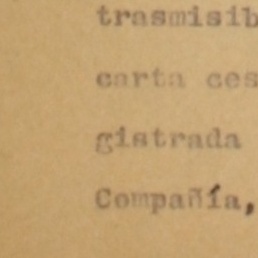 trasmisib
carta ces
gistrada
Compañía,